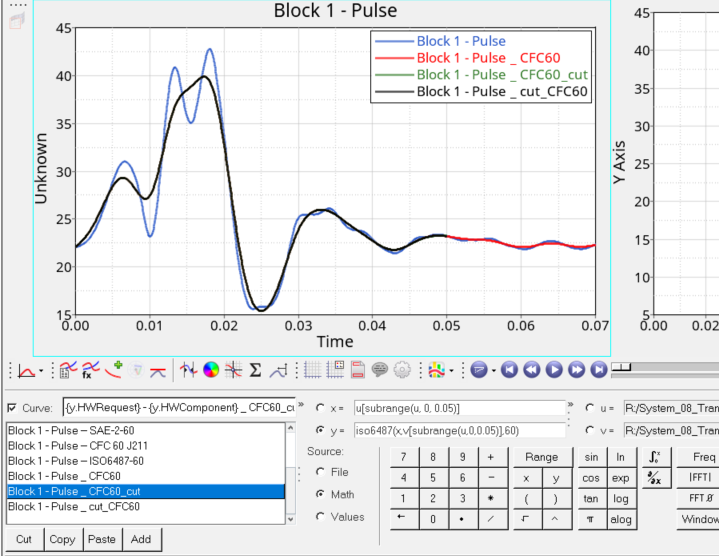 Block 1 - Pulse
Block 1 - Pulse
Block 1 - Pulse _ CFC60
Block 1 - Pulse _ CFC60_cut
Block 1 - Pulse _ cut_CFC60
45
40
35
30
25
20
15
Unknown
0.00 0.01 0.02 0.03 0.04 0.05 0.06 0.07
Time
45
40
35
30
25
20
15
10
5
Y Axis
0.00 0.02
fx Σ
Curve: {y.HWRequest} - {y.HWComponent} _ CFC60_c » x = u[subrange(u, 0, 0.05)] » u = R:/System_08_Tran
y = iso6487(x,v[subrange(u,0,0.05)],60) v = R:/System_08_Tran
Block 1 - Pulse – SAE-2-60
Block 1 - Pulse – CFC 60 J211
Block 1 - Pulse – ISO6487-60
Block 1 - Pulse _ CFC60
Block 1 - Pulse _ CFC60_cut
Block 1 - Pulse _ cut_CFC60
Source:
File
Math
Values
7 8 9 + Range sin ln Freq
4 5 6 − x y cos exp |FFT|
1 2 3 * ( ) tan log FFT Ø
← 0 • / π alog Window
Cut Copy Paste Add